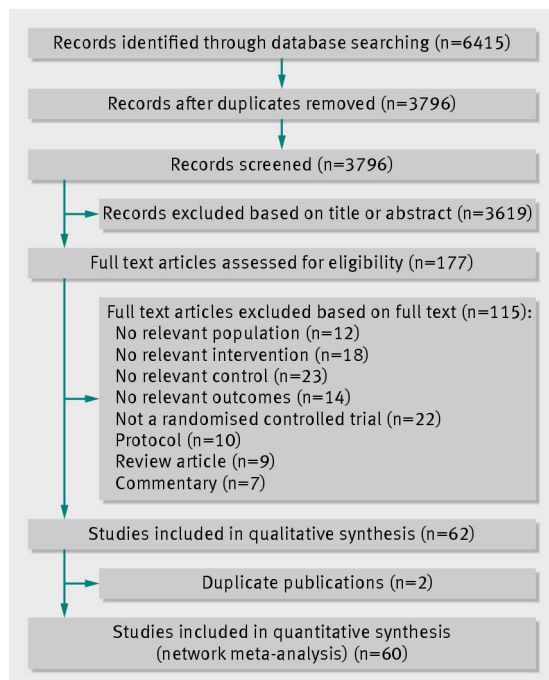 Records identified through database searching (n=6415)
Records after duplicates removed (n=3796)
Records screened (n=3796)
Records excluded based on title or abstract (n=3619)
Full text articles assessed for eligibility (n=177)
Full text articles excluded based on full text (n=115):
No relevant population (n=12)
No relevant intervention (n=18)
No relevant control (n=23)
No relevant outcomes (n=14)
Not a randomised controlled trial (n=22)
Protocol (n=10)
Review article (n=9)
Commentary (n=7)
Studies included in qualitative synthesis (n=62)
Duplicate publications (n=2)
Studies included in quantitative synthesis
(network meta-analysis) (n=60)